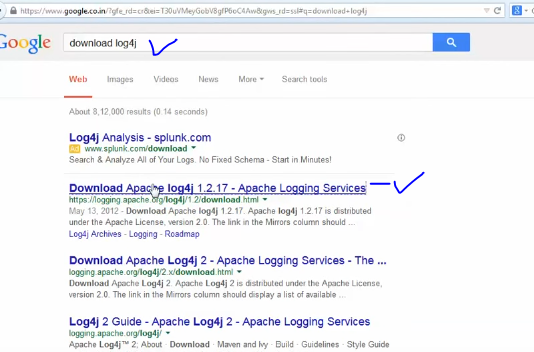 https://www.google.co.in/?gfe_rd=cr&ei=T30uVMeyGubV8gfP6oC4Aw&gws_rd=ssl#q=download+log4j
Google
download log4j
Web Images Videos News More Search tools
About 8,12,000 results (0.14 seconds)
Log4j Analysis - splunk.com
Ad www.splunk.com/download
Search & Analyze All of Your Logs. No Fixed Schema - Start in Minutes!
Download Apache log4j 1.2.17 - Apache Logging Services
https://logging.apache.org/log4j/1.2/download.html
May 13, 2012 - Download Apache log4j 1.2.17. Apache log4j 1.2.17 is distributed
under the Apache License, version 2.0. The link in the Mirrors column should ...
Log4j Archives - Logging - Roadmap
Download Apache Log4j 2 - Apache Logging Services - The ...
logging.apache.org/log4j/2.x/download.html
Download Apache Log4j 2. Apache Log4j 2 is distributed under the Apache License,
version 2.0. The link in the Mirrors column should display a list of available ...
Log4j 2 Guide - Apache Log4j 2 - Apache Logging Services
logging.apache.org/log4j/
Apache Log4j™ 2; About · Download · Maven and Ivy · Build · Guidelines · Style Guide